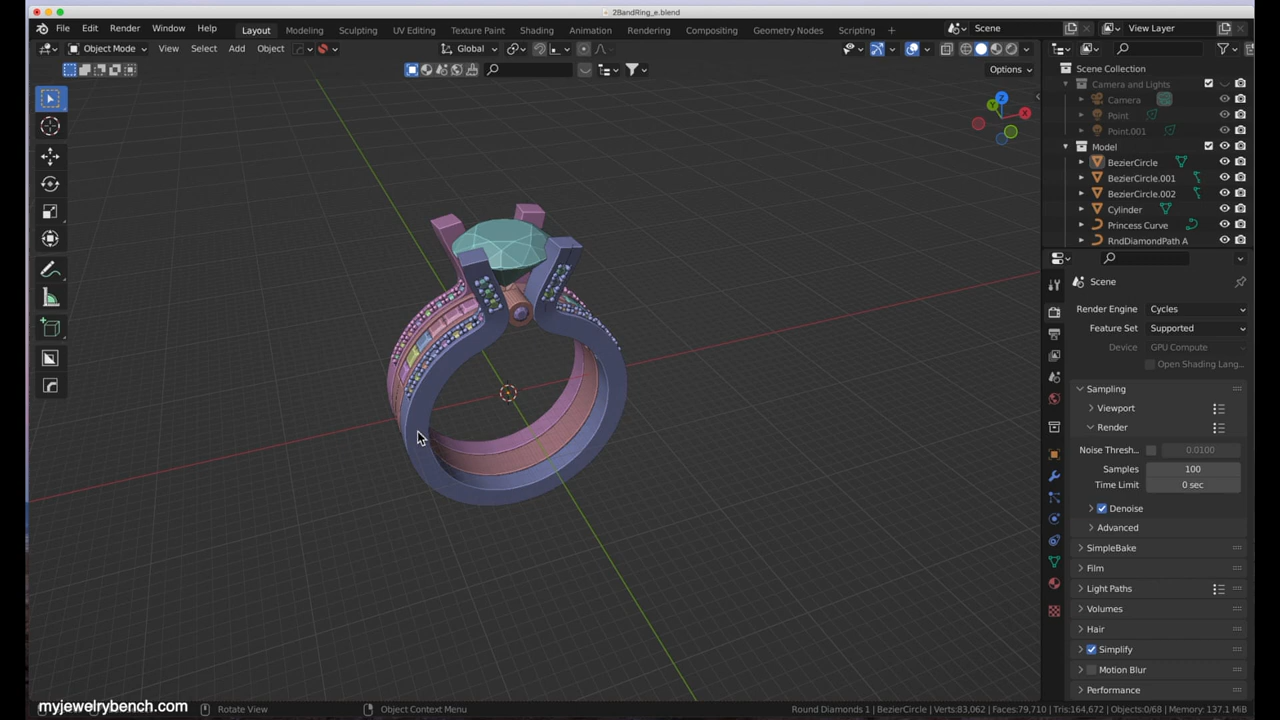 2BandRing_e.blend
File Edit Render Window Help
Layout Modeling Sculpting UV Editing Texture Paint Shading Animation Rendering Compositing Geometry Nodes Scripting +
Scene
View Layer
Object Mode View Select Add Object
Global
Options
Z
Y
X
Scene Collection
Camera and Lights
Camera
Point
Point.001
Model
BezierCircle
BezierCircle.001
BezierCircle.002
Cylinder
Princess Curve
RndDiamondPath A
Scene
Render Engine Cycles
Feature Set Supported
Device GPU Compute
Open Shading Lang...
Sampling
Viewport
Render
Noise Thresh... 0.0100
Samples 100
Time Limit 0 sec
Denoise
Advanced
SimpleBake
Film
Light Paths
Volumes
Hair
Simplify
Motion Blur
Performance
myjewelrybench.com
Rotate View
Object Context Menu
Round Diamonds 1 | BezierCircle | Verts:83,062 | Faces:79,710 | Tris:164,672 | Objects:0/68 | Memory: 137.1 MiB